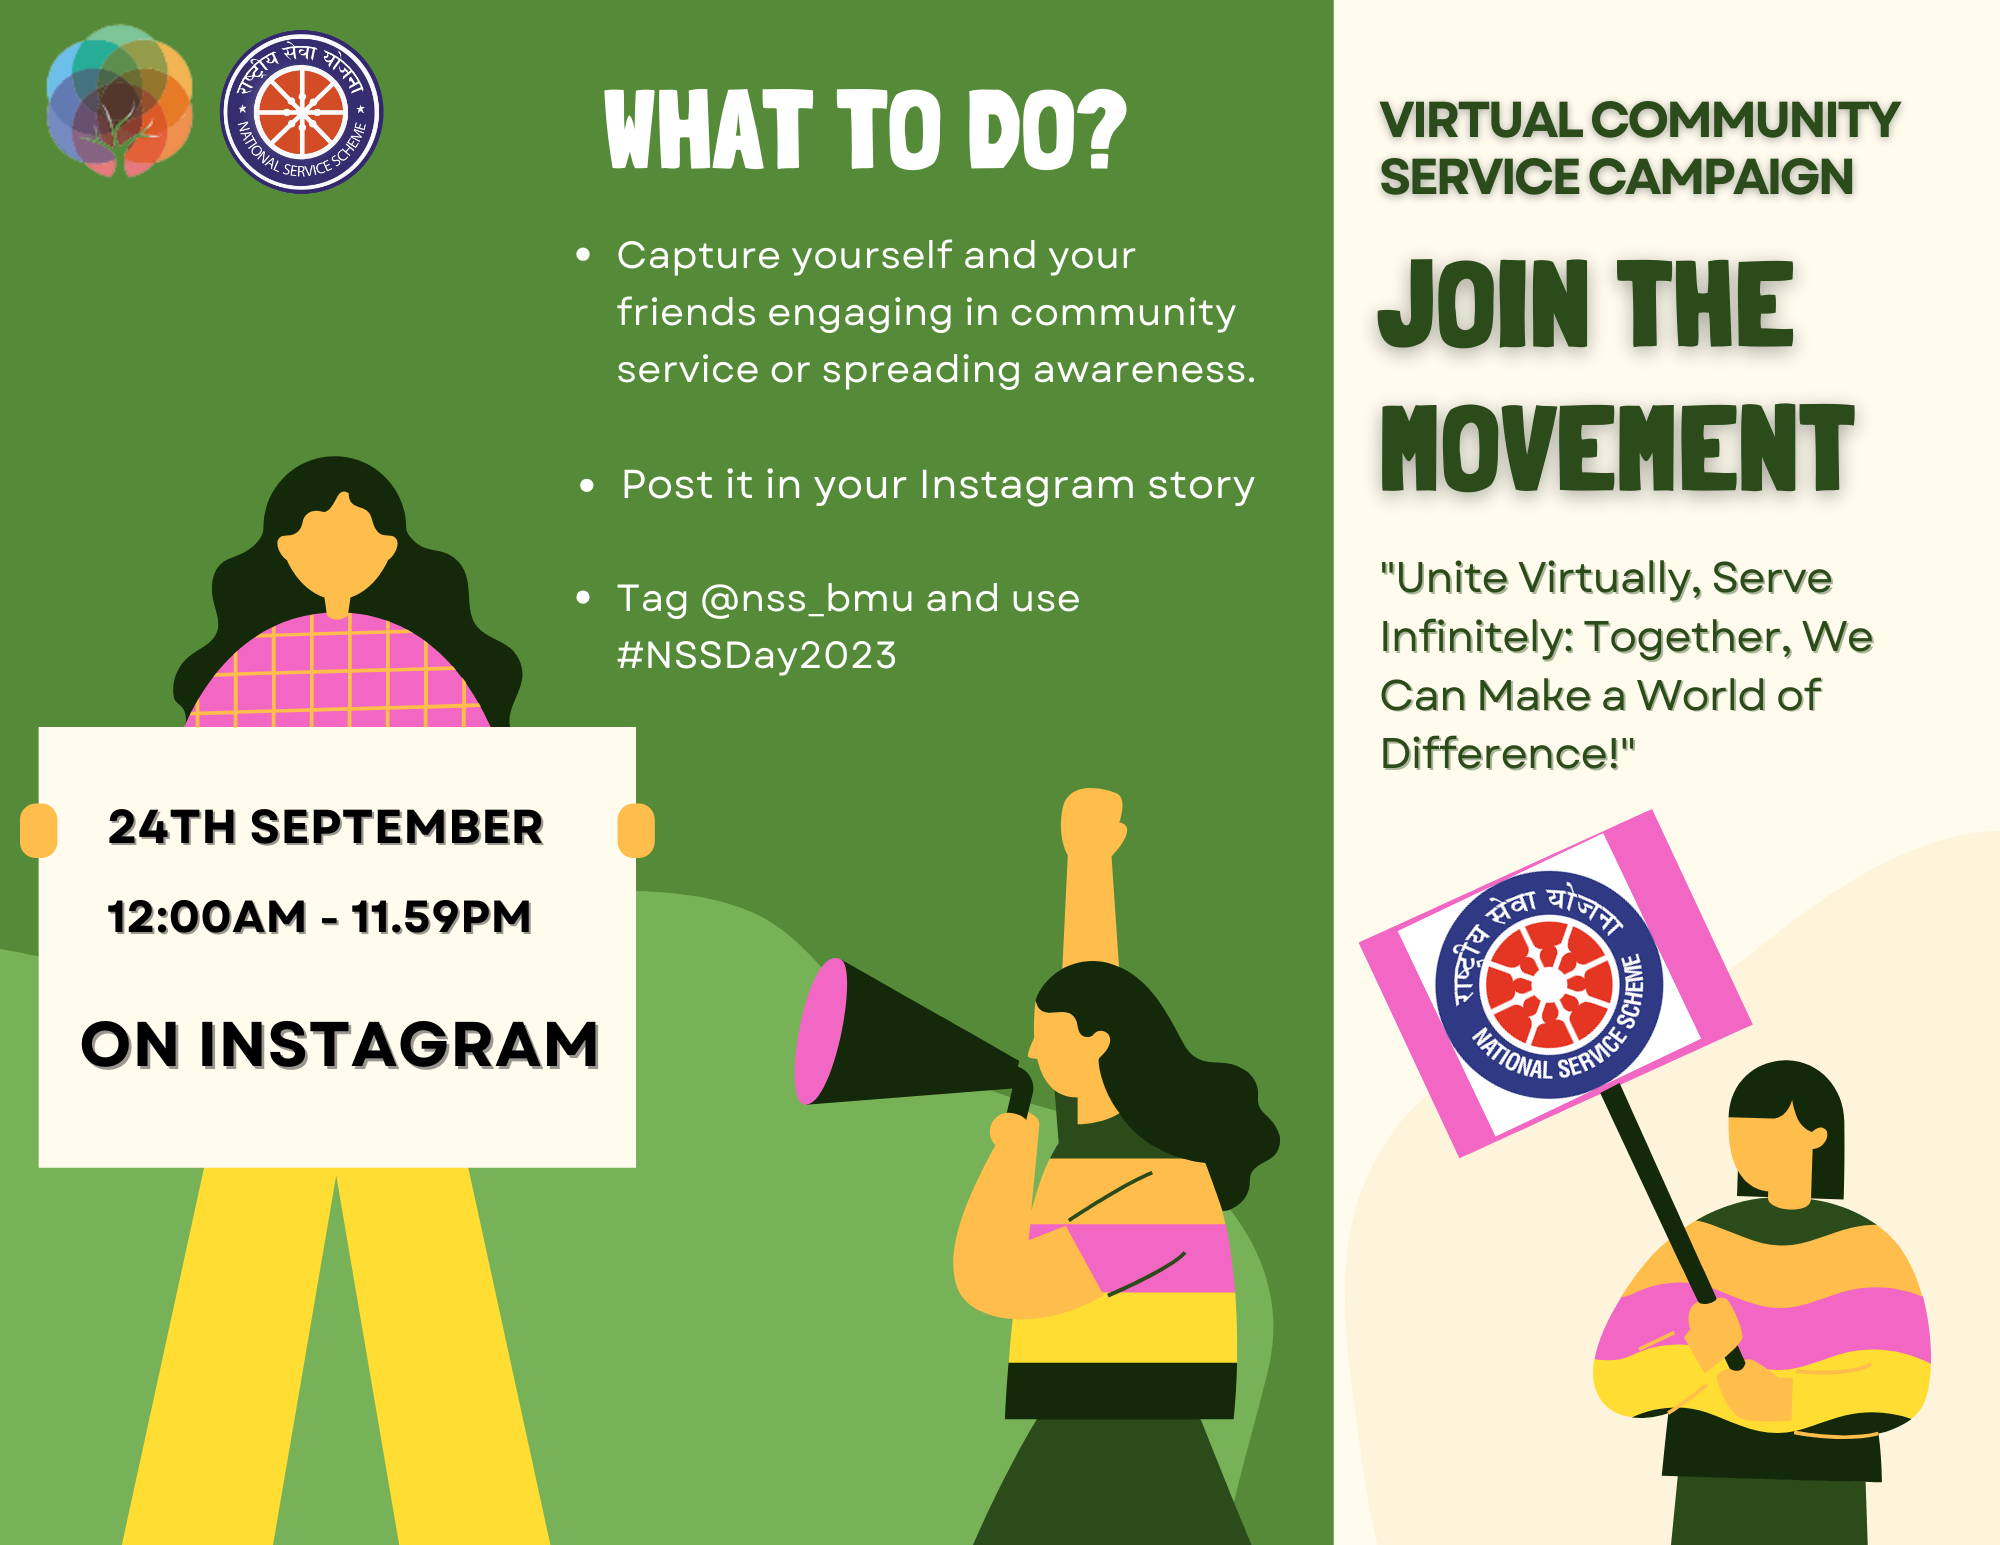 राष्ट्रीय सेवा योजना
NATIONAL SERVICE SCHEME
WHAT TO DO?
• Capture yourself and your
friends engaging in community
service or spreading awareness.
• Post it in your Instagram story
• Tag @nss_bmu and use
#NSSDay2023
24TH SEPTEMBER
12:00AM - 11.59PM
ON INSTAGRAM
VIRTUAL COMMUNITY
SERVICE CAMPAIGN
JOIN THE
MOVEMENT
"Unite Virtually, Serve
Infinitely: Together, We
Can Make a World of
Difference!"
राष्ट्रीय सेवा योजना
NATIONAL SERVICE SCHEME